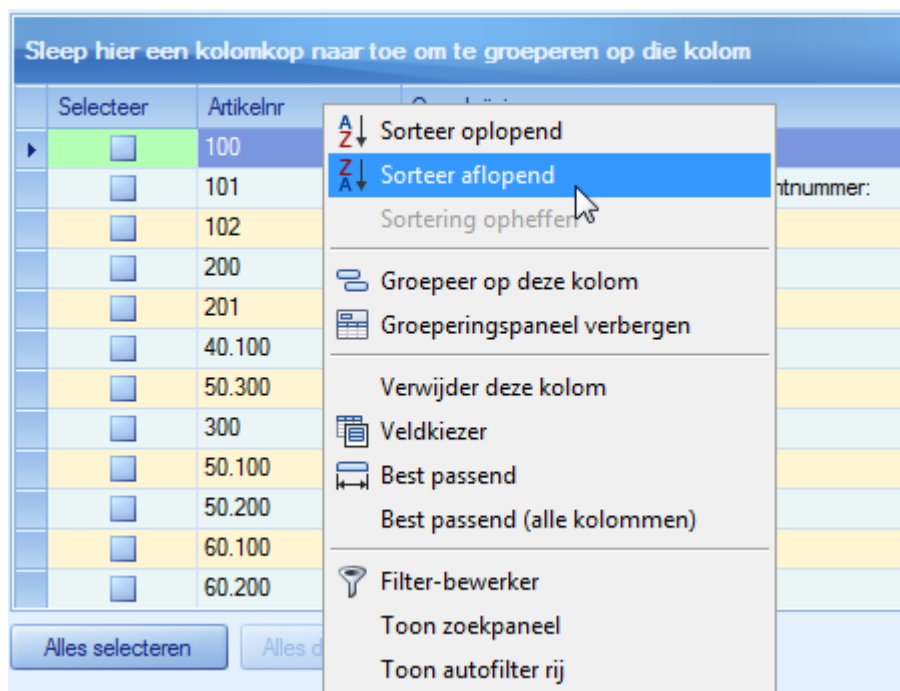 Sleep hier een kolomkop naar toe om te groeperen op die kolom
Selecteer Artikelnr
100
101 ntnummer:
102
200
201
40.100
50.300
300
50.100
50.200
60.100
60.200
Sorteer oplopend
Sorteer aflopend
Sortering opheffen
Groepeer op deze kolom
Groeperingspaneel verbergen
Verwijder deze kolom
Veldkiezer
Best passend
Best passend (alle kolommen)
Filter-bewerker
Toon zoekpaneel
Toon autofilter rij
Alles selecteren Alles d